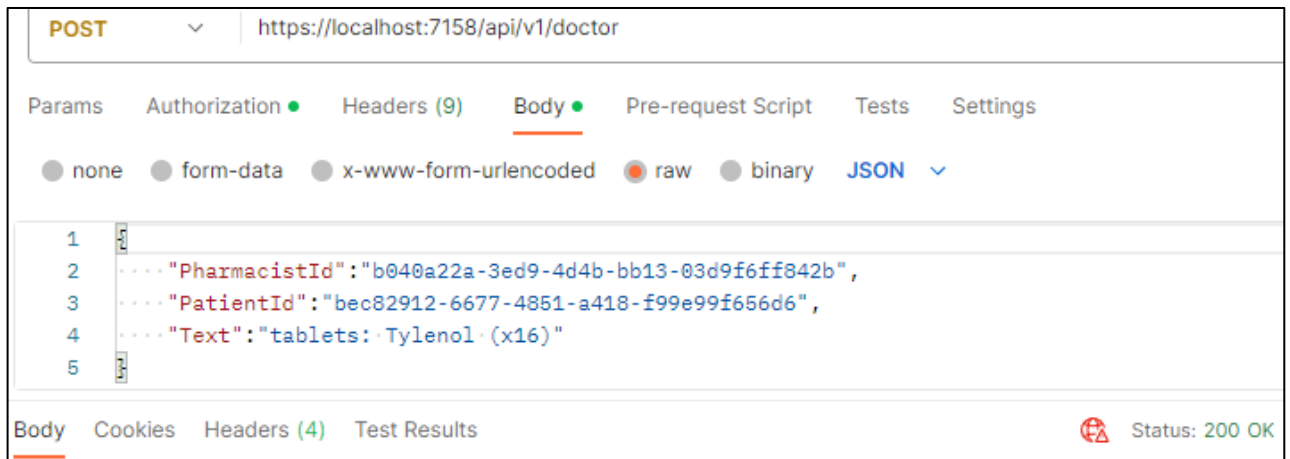 POST https://localhost:7158/api/v1/doctor
Params Authorization Headers (9) Body Pre-request Script Tests Settings
none form-data x-www-form-urlencoded raw binary JSON
1 {
2 "PharmacistId":"b040a22a-3ed9-4d4b-bb13-03d9f6ff842b",
3 "PatientId":"bec82912-6677-4851-a418-f99e99f656d6",
4 "Text":"tablets: Tylenol (x16)"
5 }
Body Cookies Headers (4) Test Results Status: 200 OK